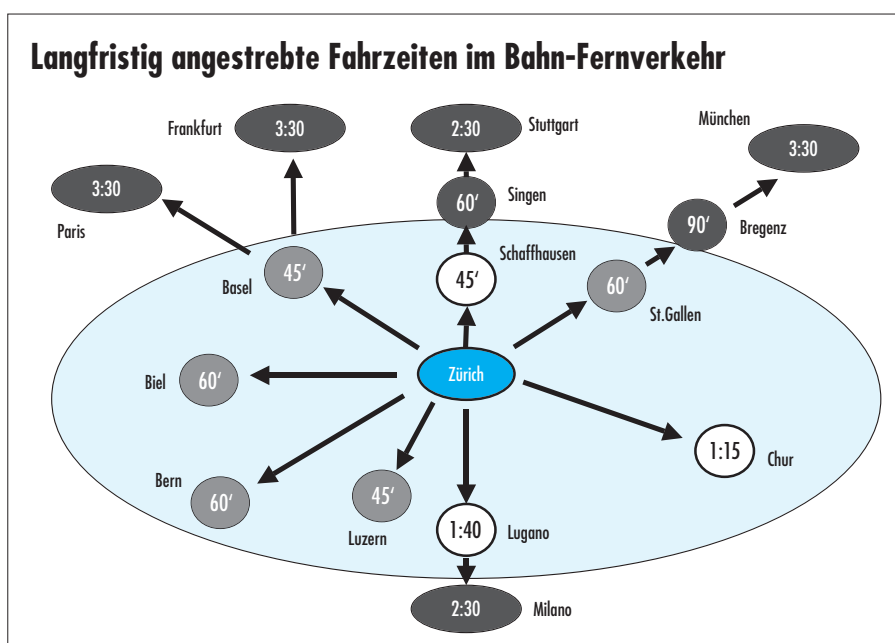 Langfristig angestrebte Fahrzeiten im Bahn-Fernverkehr
Frankfurt
3:30
2:30
Stuttgart
München
3:30
3:30
Paris
60‘
Singen
90‘
Bregenz
Basel
45‘
Schaffhausen
45‘
60‘
St.Gallen
Biel
60‘
Zürich
1:15
Chur
Bern
60‘
45‘
Luzern
1:40
Lugano
2:30
Milano